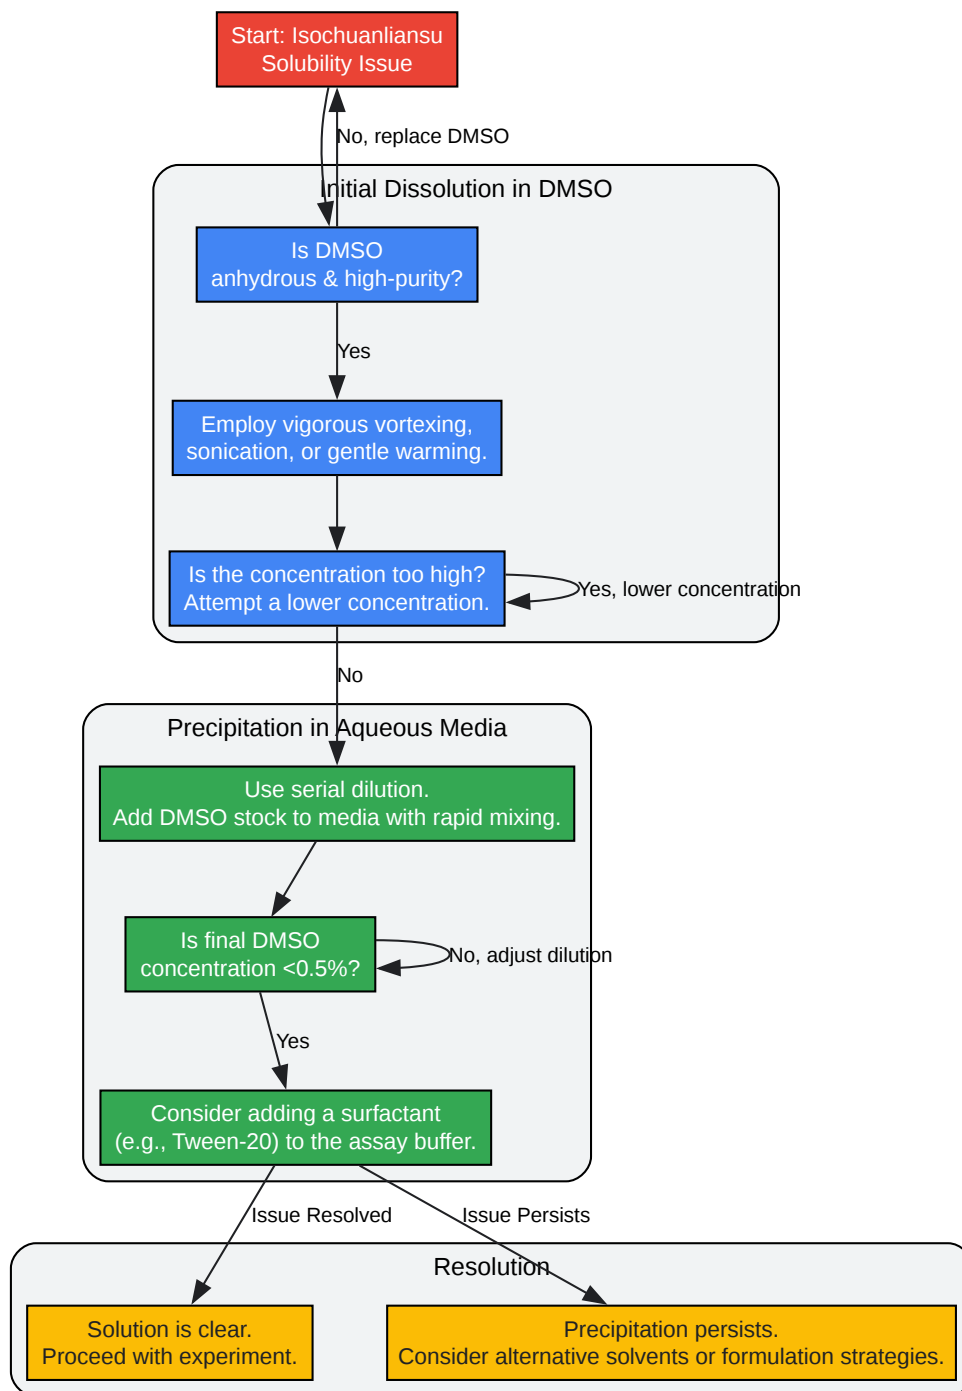 Start: Isochuanliansu
Solubility Issue
No, replace DMSO
Initial Dissolution in DMSO
Is DMSO
anhydrous & high-purity?
Yes
Employ vigorous vortexing,
sonication, or gentle warming.
Is the concentration too high?
Attempt a lower concentration.
Yes, lower concentration
No
Precipitation in Aqueous Media
Use serial dilution.
Add DMSO stock to media with rapid mixing.
Is final DMSO
concentration <0.5%?
No, adjust dilution
Yes
Consider adding a surfactant
(e.g., Tween-20) to the assay buffer.
Issue Resolved
Issue Persists
Resolution
Solution is clear.
Proceed with experiment.
Precipitation persists.
Consider alternative solvents or formulation strategies.